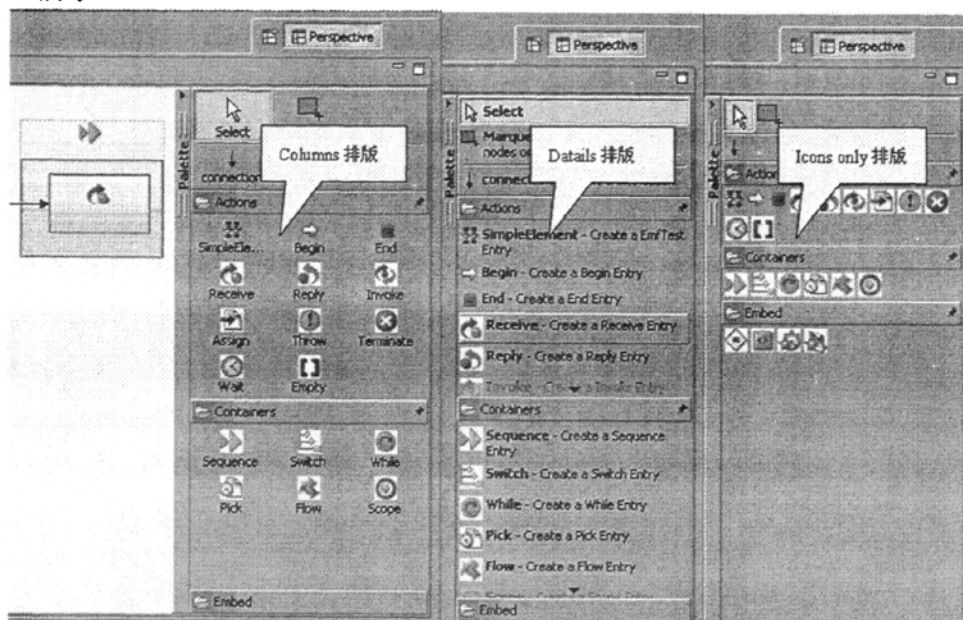 Perspective
Palette
Select
connection
Columns 排版
Actions
SimpleEle...
Begin
End
Receive
Reply
Invoke
Assign
Throw
Terminate
Wait
Empty
Containers
Sequence
Switch
While
Pick
Flow
Scope
Embed
Perspective
Palette
Select
Marque
nodes o
connec
Datails 排版
Actions
SimpleElement - Create a EmfTest
Entry
Begin - Create a Begin Entry
End - Create a End Entry
Receive - Create a Receive Entry
Reply - Create a Reply Entry
Containers
Sequence - Create a Sequence
Entry
Switch - Create a Switch Entry
While - Create a While Entry
Pick - Create a Pick Entry
Flow - Create a Flow Entry
Embed
Perspective
Palette
Icons only 排版
Action
Containers
Embed